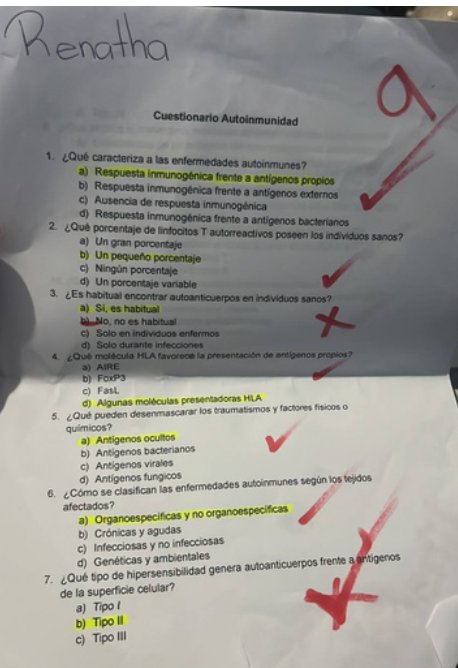 Renatha
9
Cuestionario Autoinmunidad
1. ¿Qué caracteriza a las enfermedades autoinmunes?
a) Respuesta inmunogénica frente a antígenos propios
b) Respuesta inmunogénica frente a antígenos externos
c) Ausencia de respuesta inmunogénica
d) Respuesta inmunogénica frente a antígenos bacterianos
2. ¿Qué porcentaje de linfocitos T autorreactivos poseen los individuos sanos?
a) Un gran porcentaje
b) Un pequeño porcentaje
c) Ningún porcentaje
d) Un porcentaje variable
3. ¿Es habitual encontrar autoanticuerpos en individuos sanos?
a) Sí, es habitual
b) No, no es habitual
c) Solo en individuos enfermos
d) Solo durante infecciones
4. ¿Qué molécula HLA favorece la presentación de antígenos propios?
a) AIRE
b) FoxP3
c) FasL
d) Algunas moléculas presentadoras HLA
5. ¿Qué pueden desenmascarar los traumatismos y factores físicos o
químicos?
a) Antígenos ocultos
b) Antígenos bacterianos
c) Antígenos virales
d) Antígenos fungicos
6. ¿Cómo se clasifican las enfermedades autoinmunes según los tejidos
afectados?
a) Organoespecíficas y no organoespecíficas
b) Crónicas y agudas
c) Infecciosas y no infecciosas
d) Genéticas y ambientales
7. ¿Qué tipo de hipersensibilidad genera autoanticuerpos frente a antígenos
de la superficie celular?
a) Tipo I
b) Tipo II
c) Tipo III